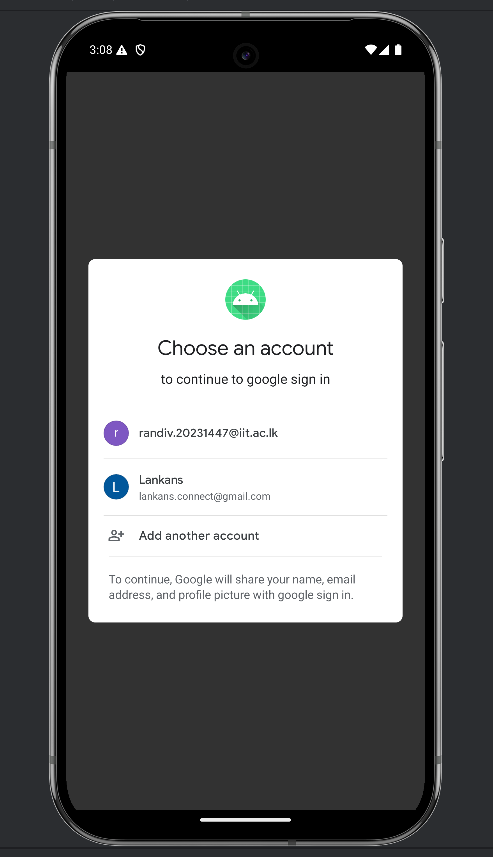 3:08
Choose an account
to continue to google sign in
r
randiv.20231447@iit.ac.lk
L
Lankans
lankans.connect@gmail.com
Add another account
To continue, Google will share your name, email
address, and profile picture with google sign in.